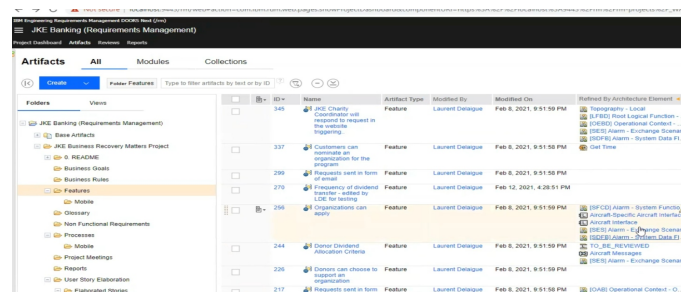 IBM Engineering Requirements Management DOORS Next (/rm)
JKE Banking (Requirements Management)
Project Dashboard Artifacts Reviews Reports
Artifacts All Modules Collections
Create Folder Features Type to filter artifacts by text or by ID
Folders Views
JKE Banking (Requirements Management)
Base Artifacts
JKE Business Recovery Matters Project
0. README
Business Goals
Business Rules
Features
Mobile
Glossary
Non Functional Requirements
Processes
Mobile
Project Meetings
Reports
User Story Elaboration
Elaborated Stories
ID Name Artifact Type Modified By Modified On Refined By Architecture Element
345 JKE Charity Feature Laurent Delaigue Feb 8, 2021, 9:51:59 PM Topography - Local
Coordinator will [LFBD] Root Logical Function -
respond to request in [OEBD] Operational Context - ...
the website [SES] Alarm - Exchange Scenar
triggering... [SDFB] Alarm - System Data Fl
337 Customers can Feature Laurent Delaigue Feb 8, 2021, 9:51:58 PM Get Time
nominate an
organization for the
program
298 Requests sent in form Feature Laurent Delaigue Feb 8, 2021, 9:51:58 PM
of email
270 Frequency of dividend Feature Laurent Delaigue Feb 12, 2021, 4:28:51 PM
transfer - edited by
LDE for testing
256 Organizations can Feature Laurent Delaigue Feb 8, 2021, 9:51:59 PM [SFCD] Alarm - System Functio
apply Aircraft-Specific Aircraft Interfac
Aircraft Interface
[SES] Alarm - Exchange Scenar
[SDFB] Alarm - System Data Fl
244 Donor Dividend Feature Laurent Delaigue Feb 8, 2021, 9:51:59 PM TO_BE_REVIEWED
Allocation Criteria Aircraft Messages
[SES] Alarm - Exchange Scenar
226 Donors can choose to Feature Laurent Delaigue Feb 8, 2021, 9:51:59 PM
support an
organization
217 Requests sent in form Feature Laurent Delaigue Feb 8, 2021, 9:51:59 PM [OAB] Operational Context - O...